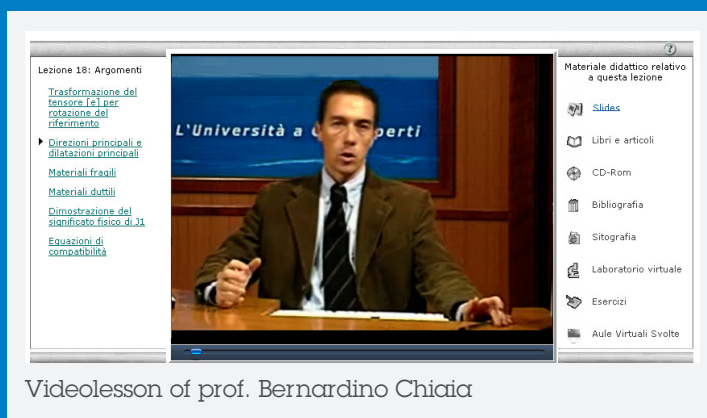 Lezione 18: Argomenti
Trasformazione del
tensore [e] per
rotazione del
riferimento
Direzioni principali e
dilatazioni principali
Materiali fragili
Materiali duttili
Dimostrazione del
significato fisico di J1
Equazioni di
compatibilità
L'Università a perti
?
Materiale didattico relativo
a questa lezione
Slides
Libri e articoli
CD-Rom
Bibliografia
Sitografia
Laboratorio virtuale
Esercizi
Aule Virtuali Svolte
Videolesson of prof. Bernardino Chiaia